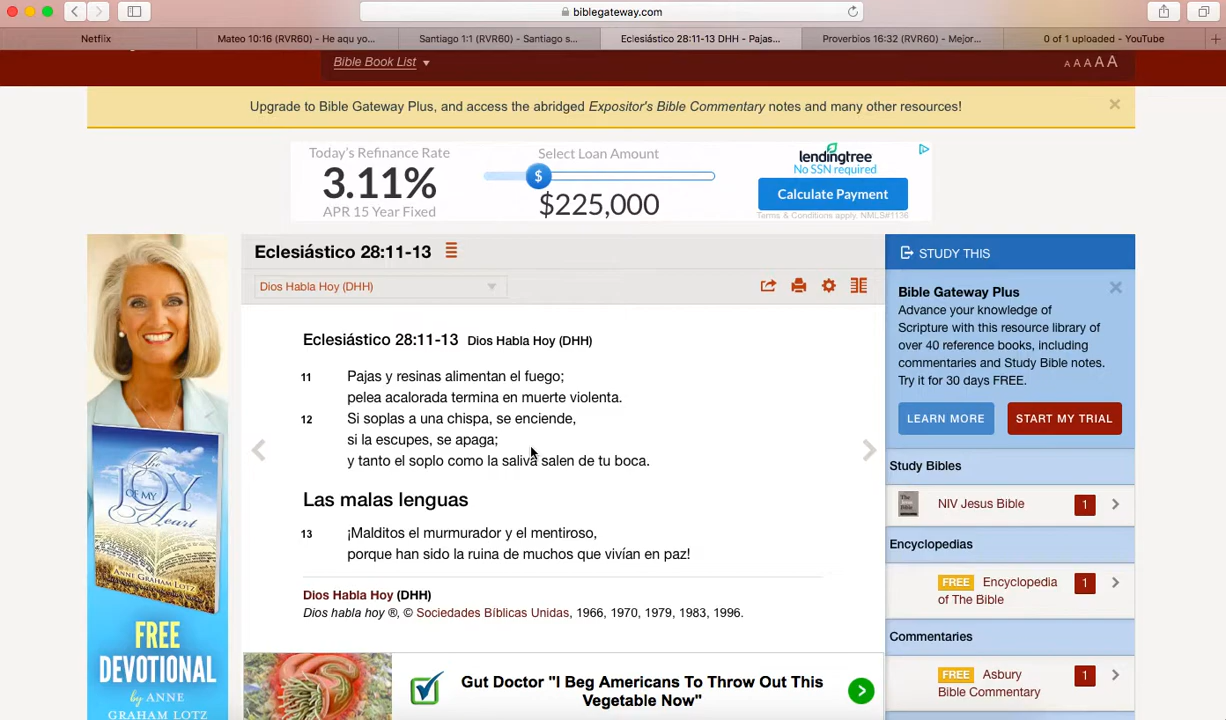 biblegateway.com
Netflix
Mateo 10:16 (RVR60) - He aqu yo...
Santiago 1:1 (RVR60) - Santiago s...
Eclesiástico 28:11-13 DHH - Pajas...
Proverbios 16:32 (RVR60) - Mejor...
0 of 1 uploaded - YouTube
Bible Book List
A A A A A
Upgrade to Bible Gateway Plus, and access the abridged Expositor's Bible Commentary notes and many other resources!
Today's Refinance Rate
3.11%
APR 15 Year Fixed
Select Loan Amount
$
$225,000
lendingtree
No SSN required
Calculate Payment
Terms & Conditions apply. NMLS#1136
Eclesiástico 28:11-13
Dios Habla Hoy (DHH)
Eclesiástico 28:11-13 Dios Habla Hoy (DHH)
11 Pajas y resinas alimentan el fuego;
pelea acalorada termina en muerte violenta.
12 Si soplas a una chispa, se enciende,
si la escupes, se apaga;
y tanto el soplo como la saliva salen de tu boca.
Las malas lenguas
13 ¡Malditos el murmurador y el mentiroso,
porque han sido la ruina de muchos que vivían en paz!
Dios Habla Hoy (DHH)
Dios habla hoy ®, © Sociedades Bíblicas Unidas, 1966, 1970, 1979, 1983, 1996.
Gut Doctor "I Beg Americans To Throw Out This
Vegetable Now"
The
JOY
OF MY
Heart
ANNE GRAHAM LOTZ
FREE
DEVOTIONAL
by ANNE
GRAHAM LOTZ
STUDY THIS
Bible Gateway Plus
Advance your knowledge of
Scripture with this resource library of
over 40 reference books, including
commentaries and Study Bible notes.
Try it for 30 days FREE.
LEARN MORE
START MY TRIAL
Study Bibles
NIV Jesus Bible 1
Encyclopedias
FREE Encyclopedia 1
of The Bible
Commentaries
FREE Asbury 1
Bible Commentary